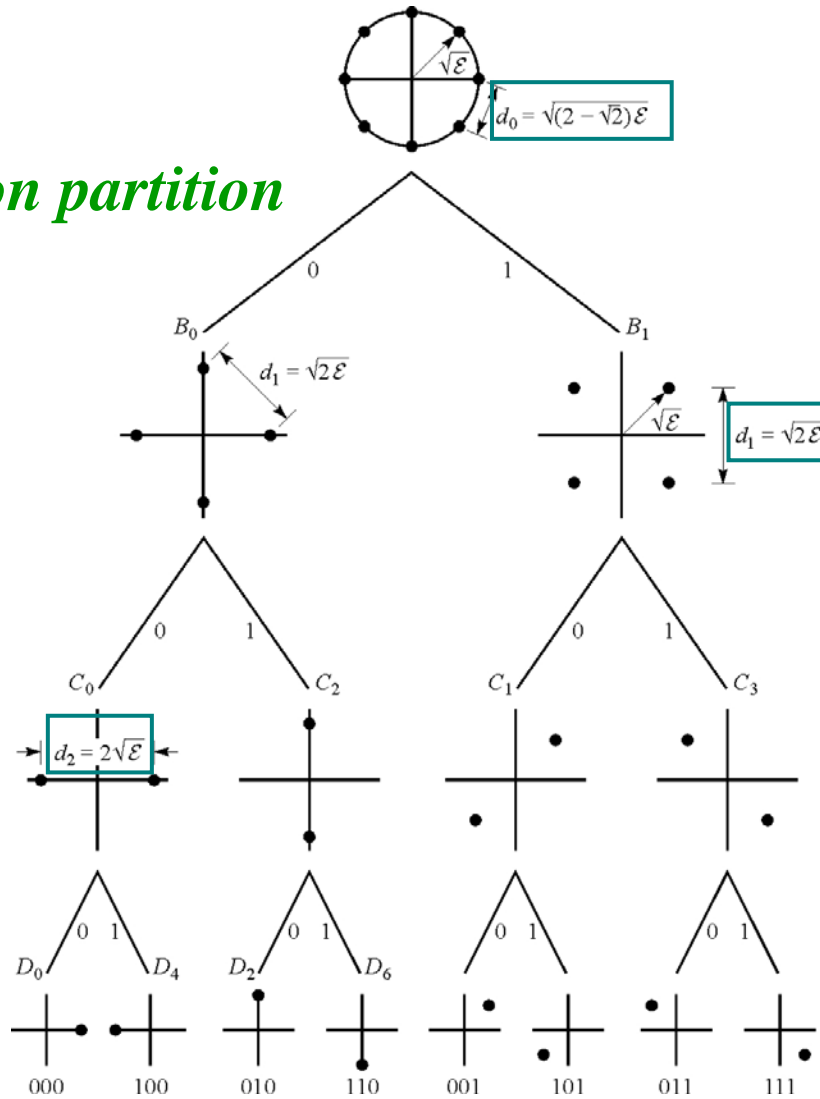 √ℰ
d₀ = √(2 − √2)ℰ
on partition
0 1
B₀ B₁
d₁ = √2ℰ
√ℰ
d₁ = √2ℰ
0 1 0 1
C₀ C₂ C₁ C₃
d₂ = 2√ℰ
0 1 0 1 0 1 0 1
D₀ D₄ D₂ D₆
000 100 010 110 001 101 011 111